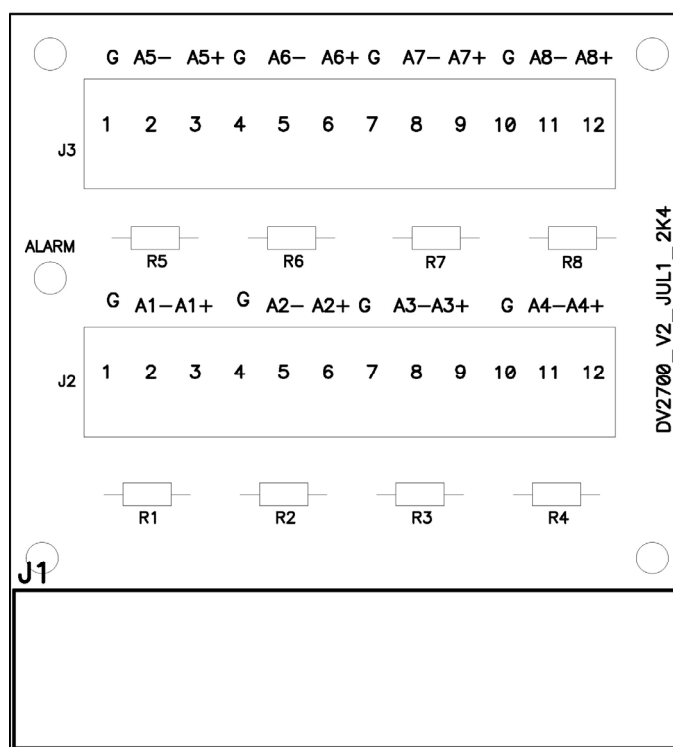 G A5- A5+ G A6- A6+ G A7- A7+ G A8- A8+
1 2 3 4 5 6 7 8 9 10 11 12
J3
R5 R6 R7 R8
ALARM
G A1-A1+ G A2- A2+ G A3-A3+ G A4-A4+
1 2 3 4 5 6 7 8 9 10 11 12
J2
R1 R2 R3 R4
J1
DV2700_V2_JUL1_2K4